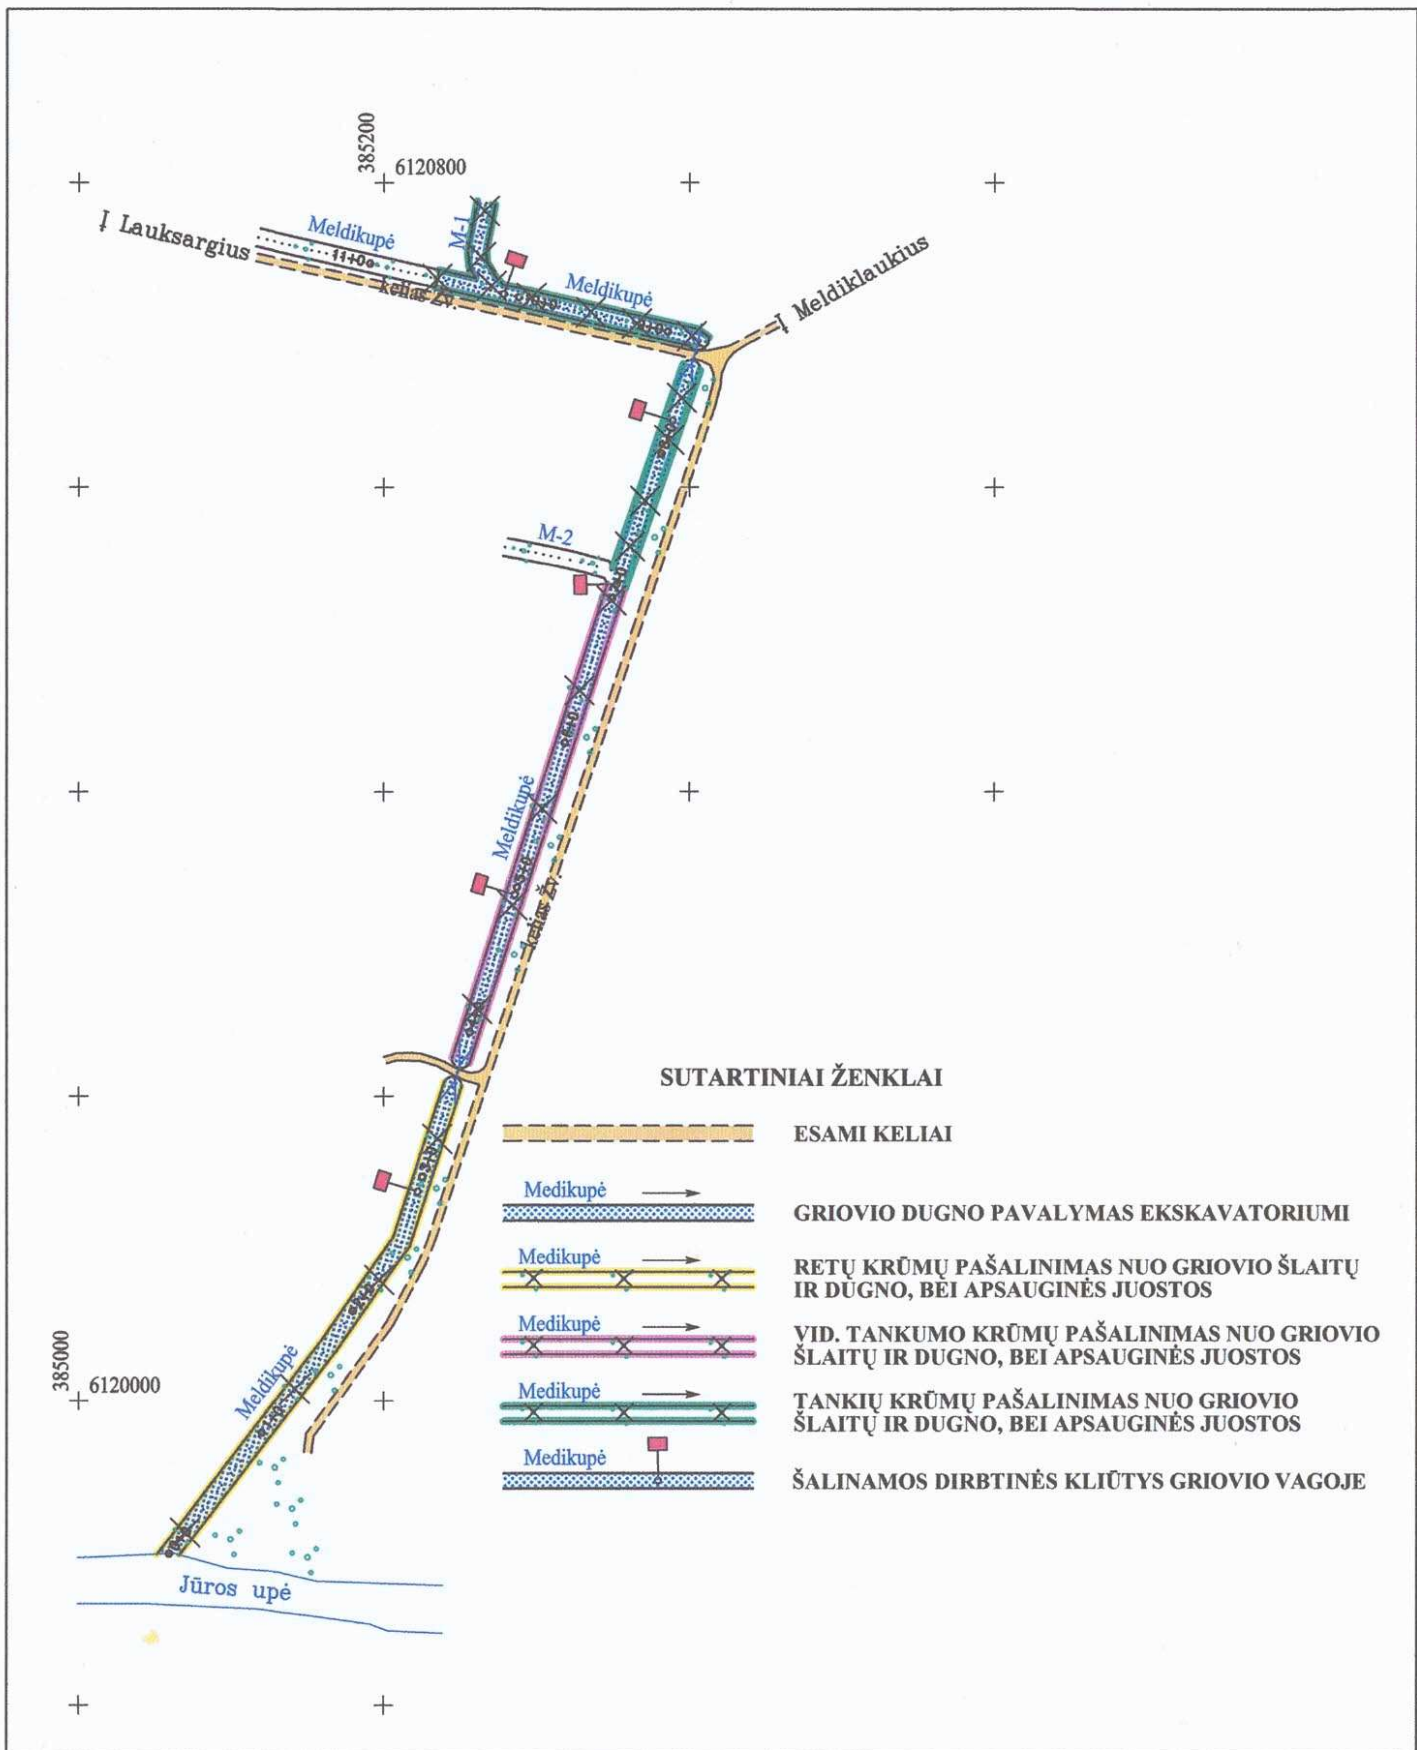 385200
6120800
Į Lauksargius
Meldikupė
11+00
M-1
kelias Žv.
Meldikupė
Į Meldiklaukius
M-2
Meldikupė
kelias Žv.
SUTARTINIAI ŽENKLAI
ESAMI KELIAI
Medikupė
GRIOVIO DUGNO PAVALYMAS EKSKAVATORIUMI
Medikupė
RETŲ KRŪMŲ PAŠALINIMAS NUO GRIOVIO ŠLAITŲ
IR DUGNO, BEI APSAUGINĖS JUOSTOS
Medikupė
VID. TANKUMO KRŪMŲ PAŠALINIMAS NUO GRIOVIO
ŠLAITŲ IR DUGNO, BEI APSAUGINĖS JUOSTOS
Medikupė
TANKIŲ KRŪMŲ PAŠALINIMAS NUO GRIOVIO
ŠLAITŲ IR DUGNO, BEI APSAUGINĖS JUOSTOS
Medikupė
ŠALINAMOS DIRBTINĖS KLIŪTYS GRIOVIO VAGOJE
385000
6120000
Meldikupė
Jūros upė